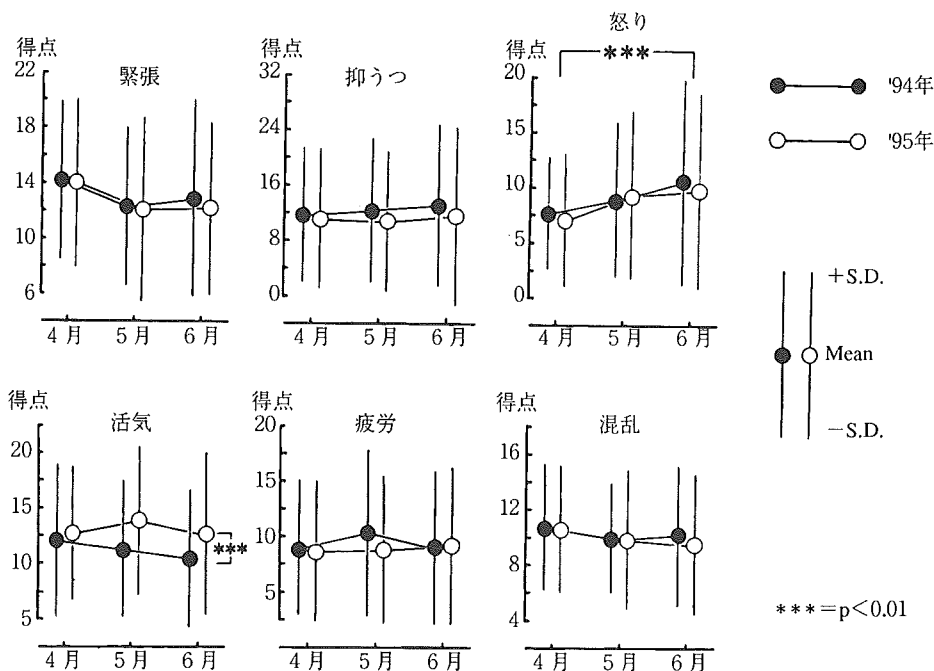 怒り
得点
緊張
22
18
14
10
6
4月
5月
6月
得点
抑うつ
32
24
16
8
0
4月
5月
6月
得点
***
20
15
10
5
0
4月
5月
6月
'94年
'95年
+S.D.
Mean
-S.D.
得点
活気
20
15
10
5
***
4月
5月
6月
得点
疲労
20
15
10
5
4月
5月
6月
得点
混乱
16
12
8
4
4月
5月
6月
***=p<0.01